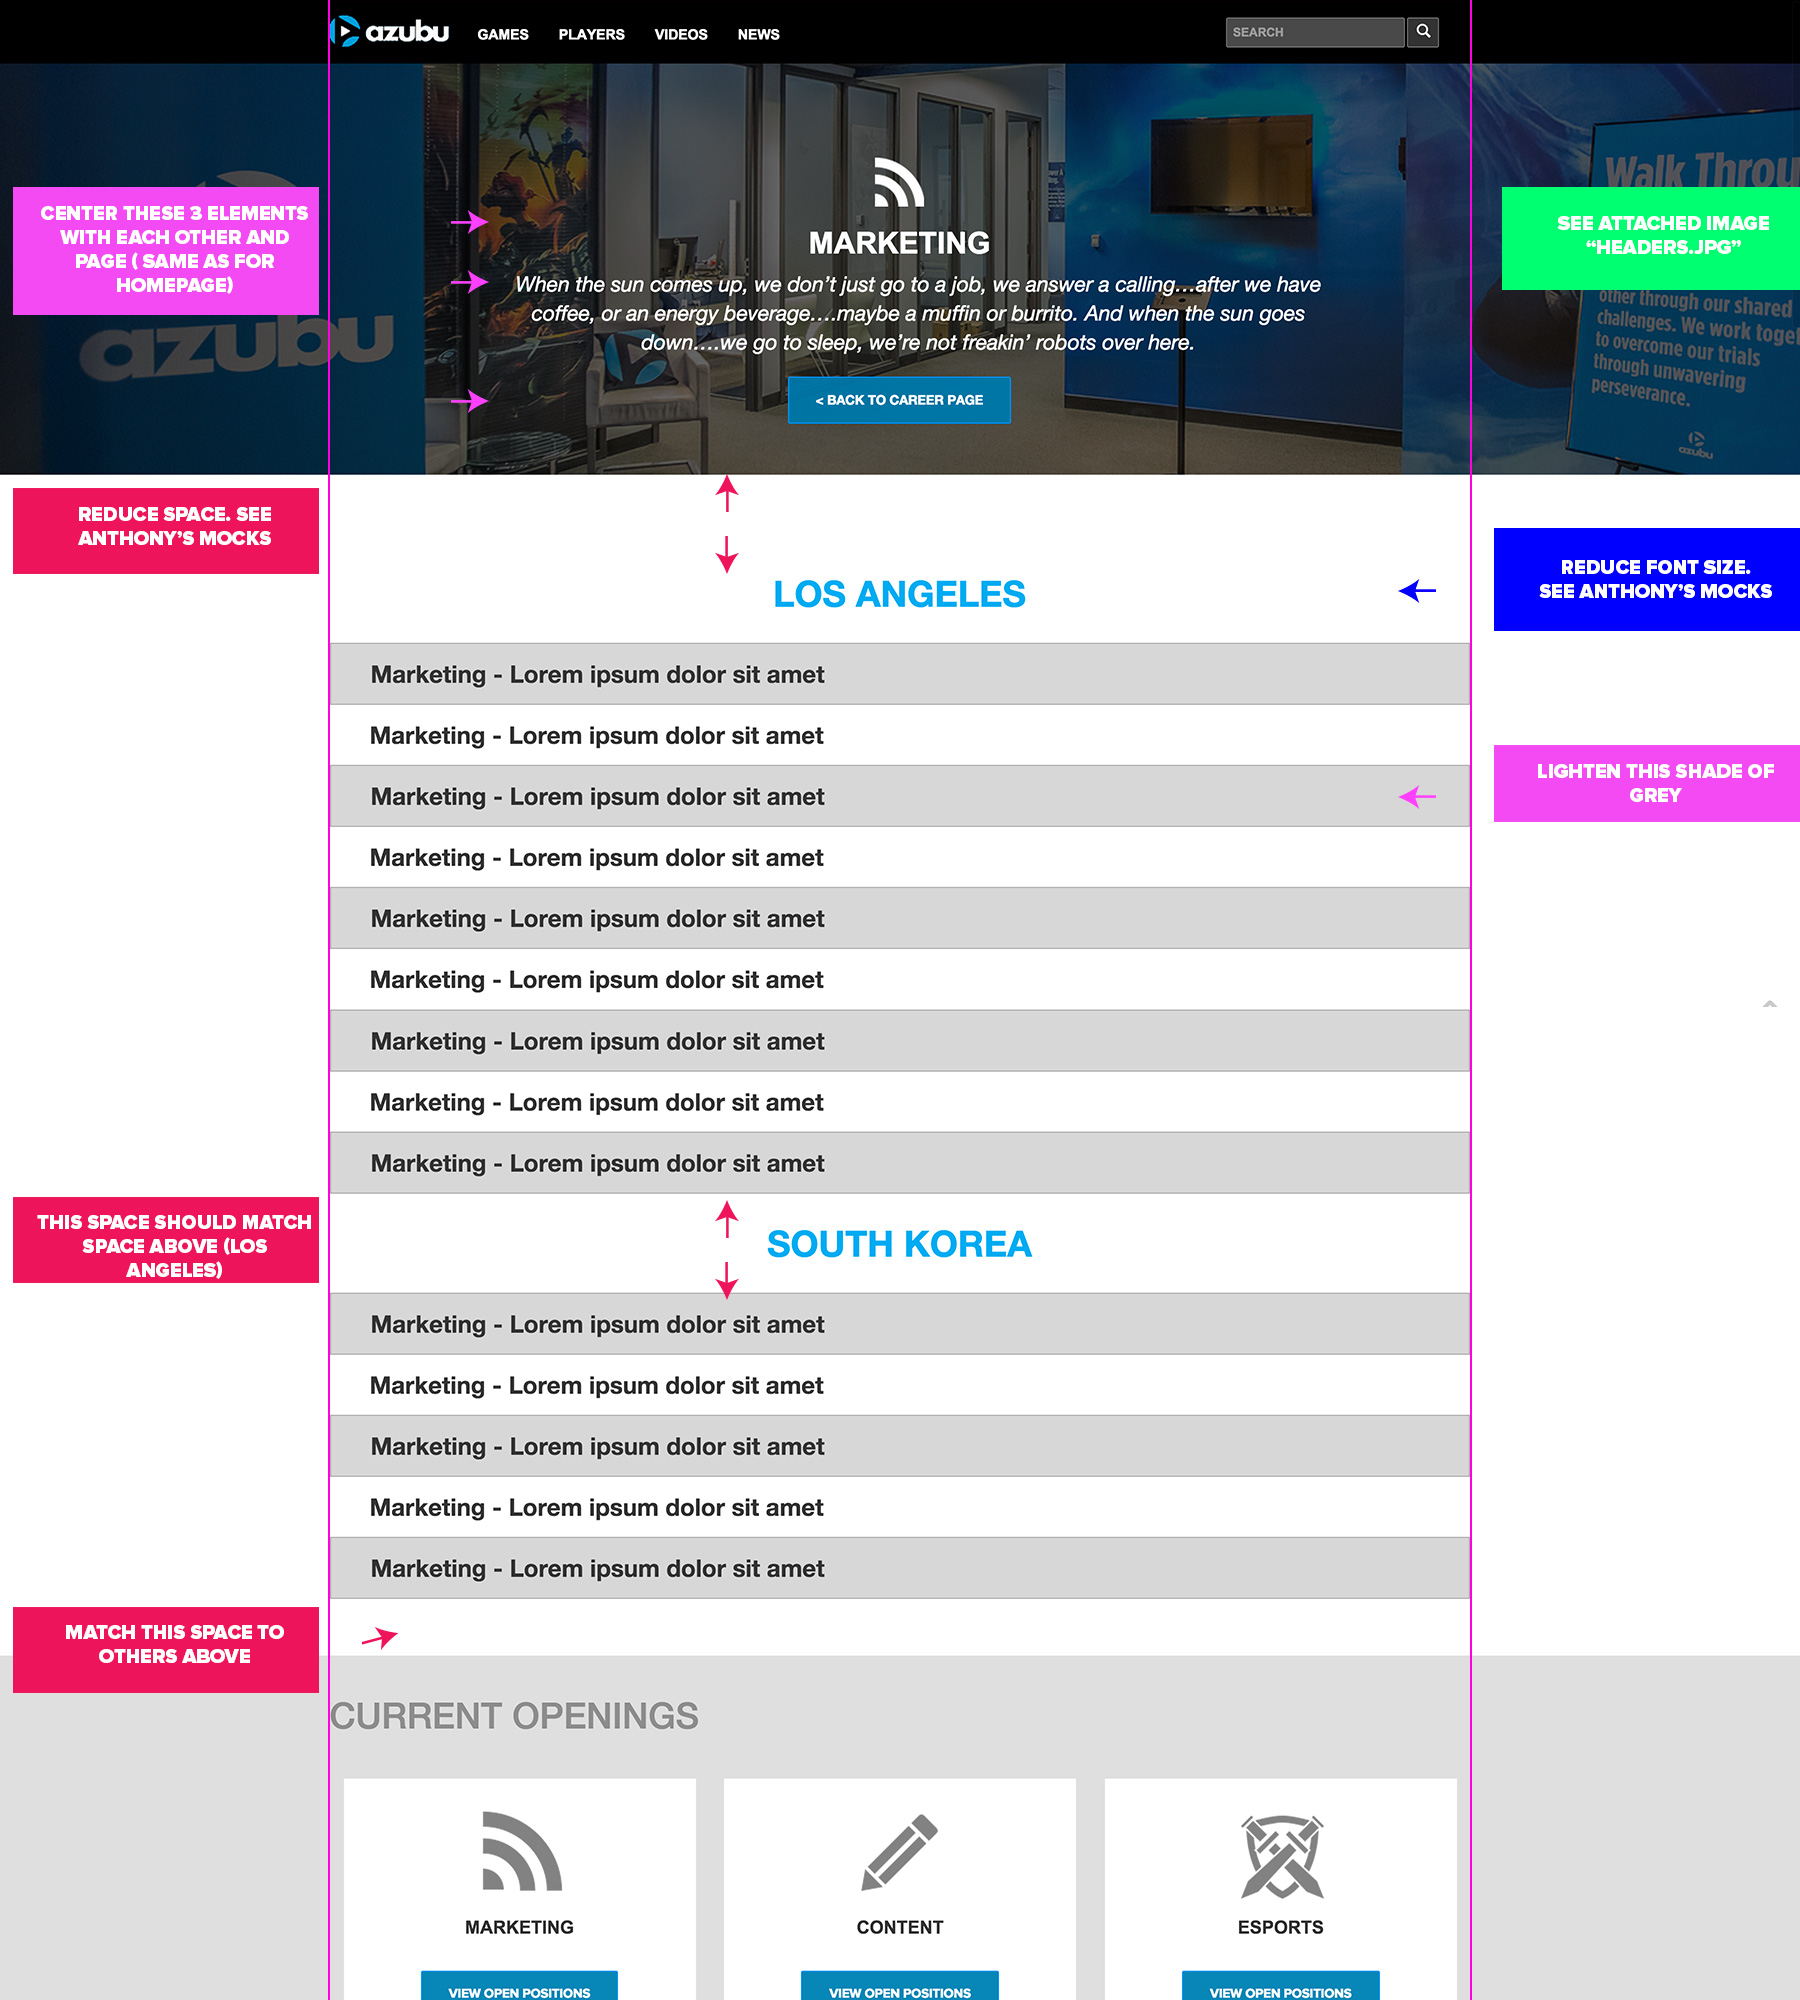 azubu
GAMES
PLAYERS
VIDEOS
NEWS
SEARCH
Walk Throu
CENTER THESE 3 ELEMENTS
WITH EACH OTHER AND
PAGE ( SAME AS FOR
HOMEPAGE)
SEE ATTACHED IMAGE
“HEADERS.JPG”
MARKETING
When the sun comes up, we don’t just go to a job, we answer a calling...after we have
coffee, or an energy beverage....maybe a muffin or burrito. And when the sun goes
down....we go to sleep, we’re not freakin’ robots over here.
< BACK TO CAREER PAGE
azubu
other through our shared
challenges. We work toget
to overcome our trials
through unwavering
perseverance.
azubu
REDUCE SPACE. SEE
ANTHONY’S MOCKS
REDUCE FONT SIZE.
SEE ANTHONY’S MOCKS
LOS ANGELES
Marketing - Lorem ipsum dolor sit amet
Marketing - Lorem ipsum dolor sit amet
LIGHTEN THIS SHADE OF
GREY
Marketing - Lorem ipsum dolor sit amet
Marketing - Lorem ipsum dolor sit amet
Marketing - Lorem ipsum dolor sit amet
Marketing - Lorem ipsum dolor sit amet
Marketing - Lorem ipsum dolor sit amet
Marketing - Lorem ipsum dolor sit amet
Marketing - Lorem ipsum dolor sit amet
THIS SPACE SHOULD MATCH
SPACE ABOVE (LOS
ANGELES)
SOUTH KOREA
Marketing - Lorem ipsum dolor sit amet
Marketing - Lorem ipsum dolor sit amet
Marketing - Lorem ipsum dolor sit amet
Marketing - Lorem ipsum dolor sit amet
Marketing - Lorem ipsum dolor sit amet
MATCH THIS SPACE TO
OTHERS ABOVE
CURRENT OPENINGS
MARKETING
CONTENT
ESPORTS
VIEW OPEN POSITIONS
VIEW OPEN POSITIONS
VIEW OPEN POSITIONS